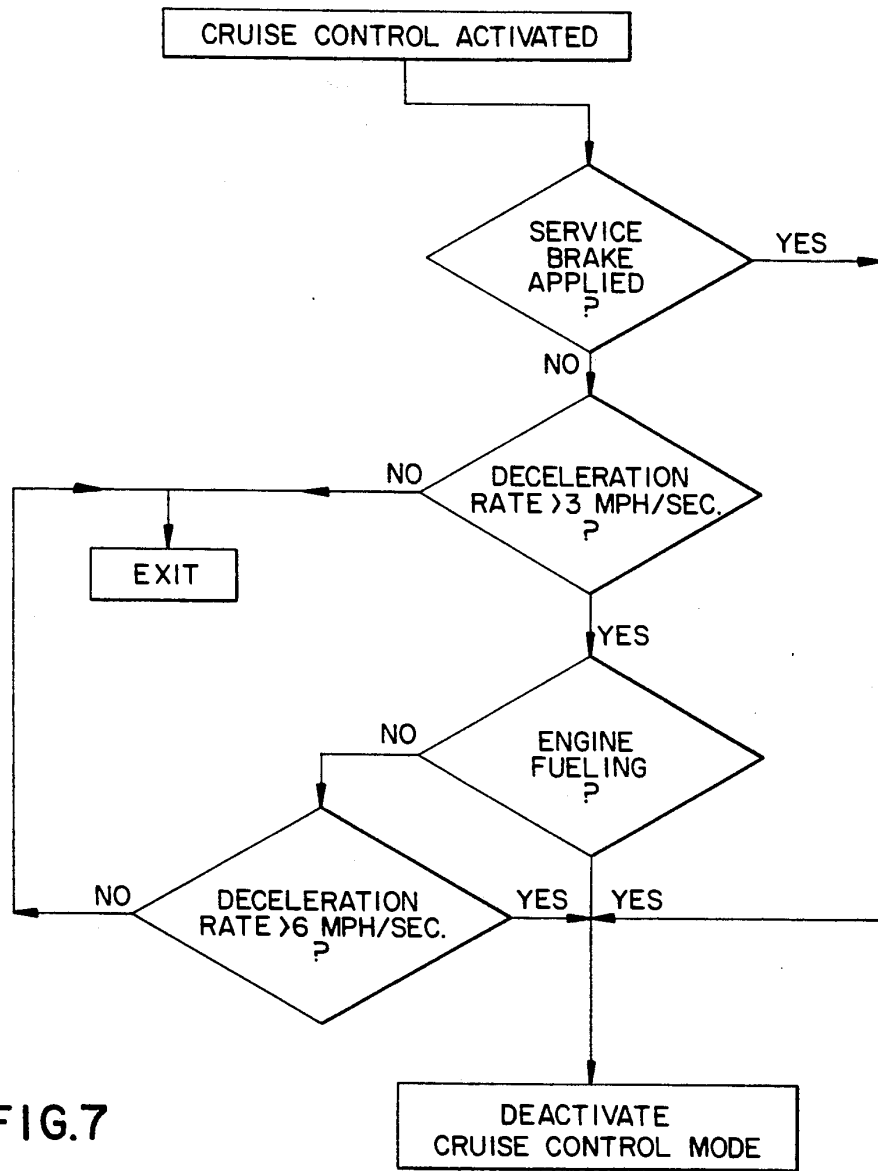 CRUISE CONTROL ACTIVATED
SERVICE
BRAKE
APPLIED
?
YES
NO
DECELERATION
RATE >3 MPH/SEC.
?
NO
EXIT
YES
ENGINE
FUELING
?
NO
DECELERATION
RATE >6 MPH/SEC.
?
NO
YES
YES
DEACTIVATE
CRUISE CONTROL MODE
FIG.7